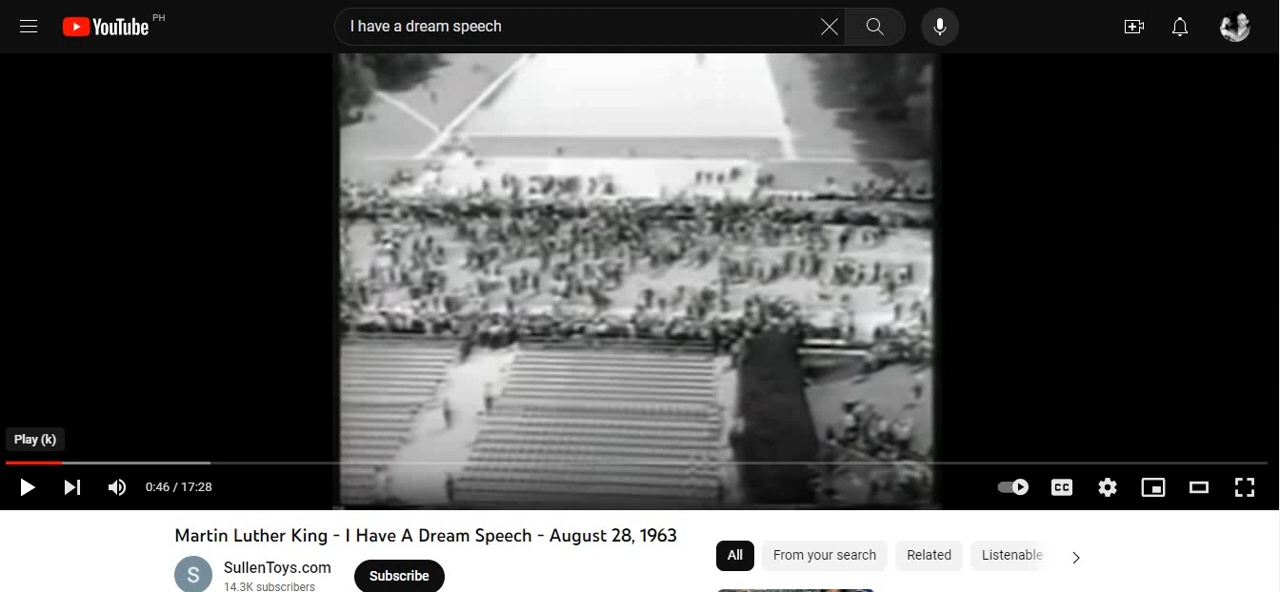 YouTube PH
I have a dream speech
Play (k)
0:46 / 17:28
CC
Martin Luther King - I Have A Dream Speech - August 28, 1963
S
SullenToys.com
14.3K subscribers
Subscribe
All
From your search
Related
Listenable